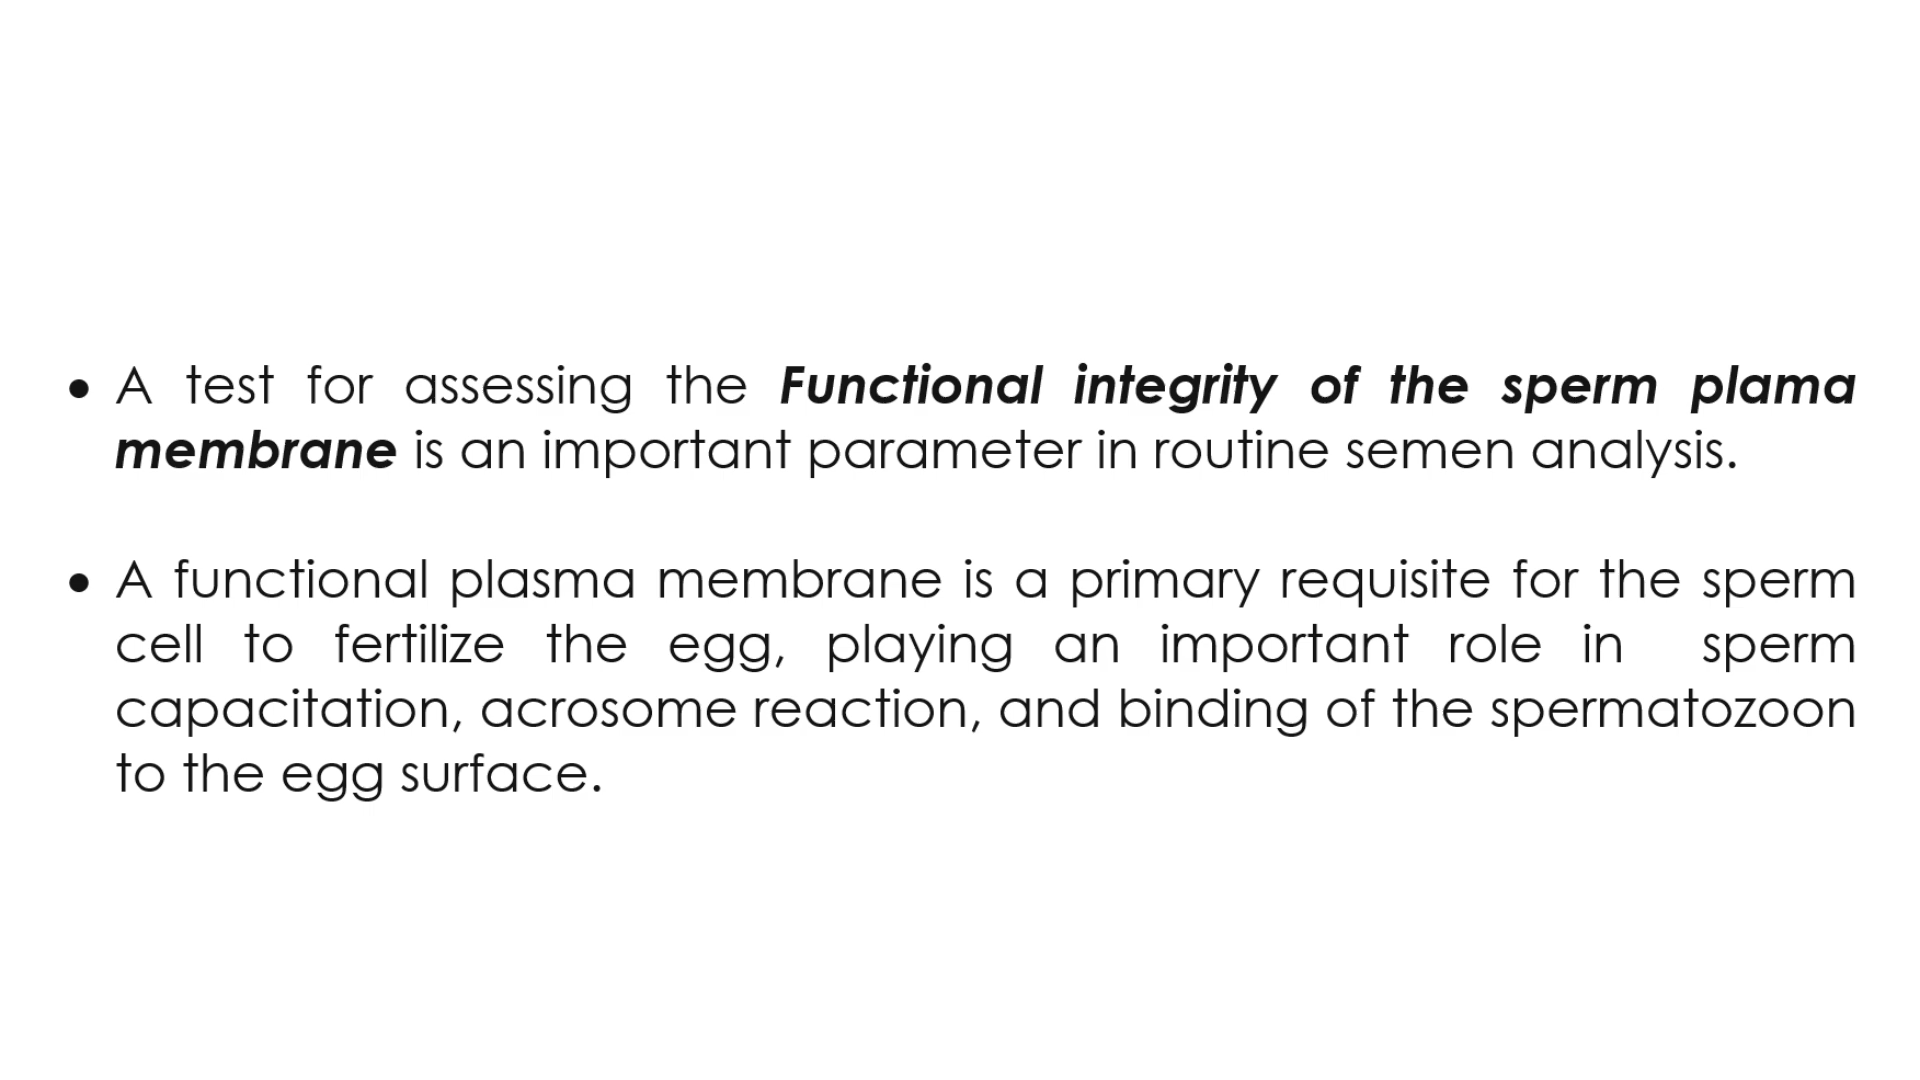 • A test for assessing the Functional integrity of the sperm plama
membrane is an important parameter in routine semen analysis.
• A functional plasma membrane is a primary requisite for the sperm
cell to fertilize the egg, playing an important role in sperm
capacitation, acrosome reaction, and binding of the spermatozoon
to the egg surface.